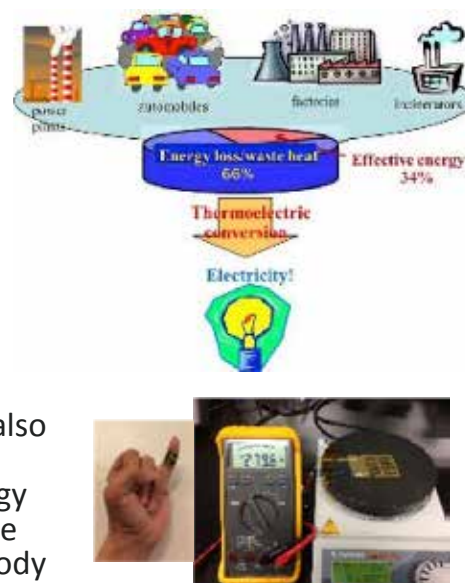 power
plants
automobiles
factories
incinerators
Energy loss/waste heat
66%
Effective energy
34%
Thermoelectric
conversion
Electricity!
also
gy
e
ody